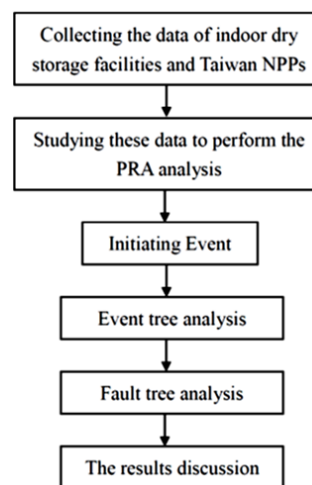 Collecting the data of indoor dry
storage facilities and Taiwan NPPs
Studying these data to perform the
PRA analysis
Initiating Event
Event tree analysis
Fault tree analysis
The results discussion